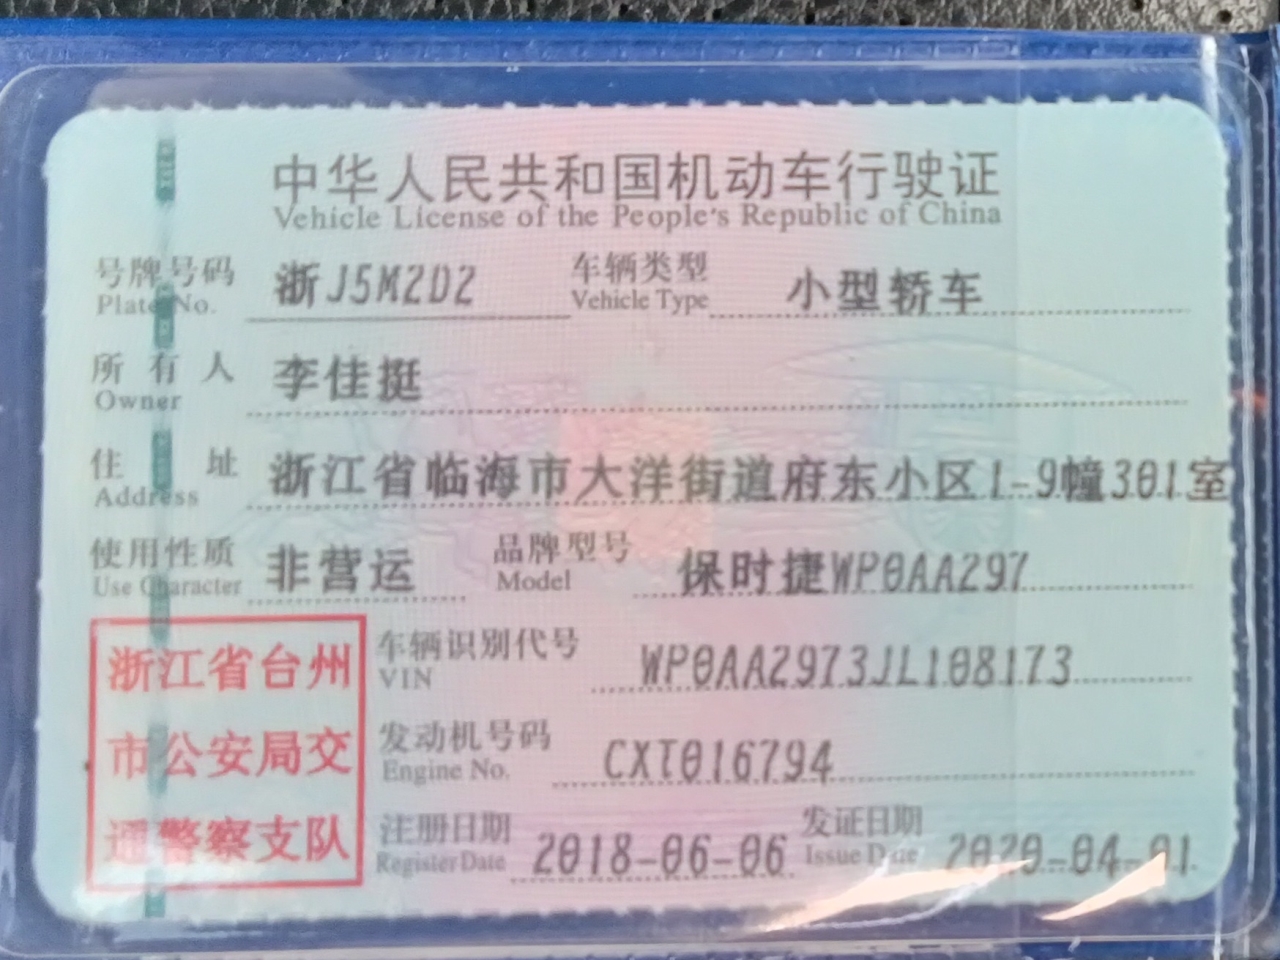 中华人民共和国机动车行驶证
Vehicle License of the People's Republic of China
号牌号码 浙J5M2D2 车辆类型 小型轿车
Plate No. Vehicle Type
所有人 李佳挺
Owner
住址 浙江省临海市大洋街道府东小区1-9幢301室
Address
使用性质 非营运 品牌型号 保时捷WP0AA297
Use Character Model
浙江省台州
市公安局交
通警察支队
车辆识别代号 WP0AA2973JL108173
VIN
发动机号码 CXT016794
Engine No.
注册日期 2018-06-06 发证日期 2020-04-01
Register Date Issue Date